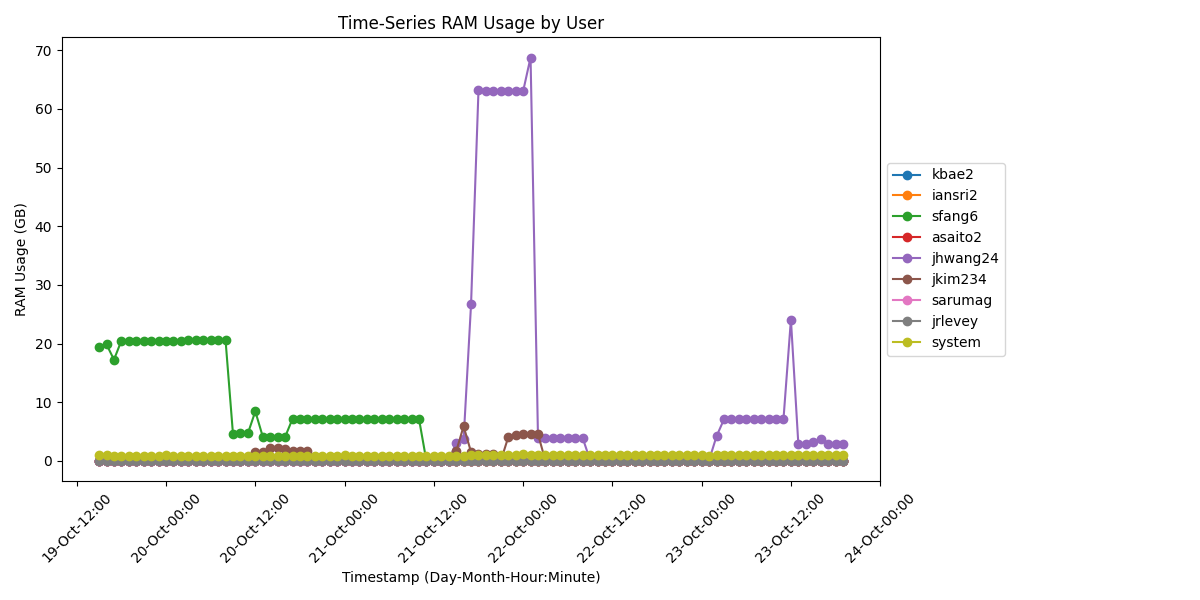 Time-Series RAM Usage by User
RAM Usage (GB)
70
60
50
40
30
20
10
0
19-Oct-12:00
20-Oct-00:00
20-Oct-12:00
21-Oct-00:00
21-Oct-12:00
22-Oct-00:00
22-Oct-12:00
23-Oct-00:00
23-Oct-12:00
24-Oct-00:00
Timestamp (Day-Month-Hour:Minute)
kbae2
iansri2
sfang6
asaito2
jhwang24
jkim234
sarumag
jrlevey
system